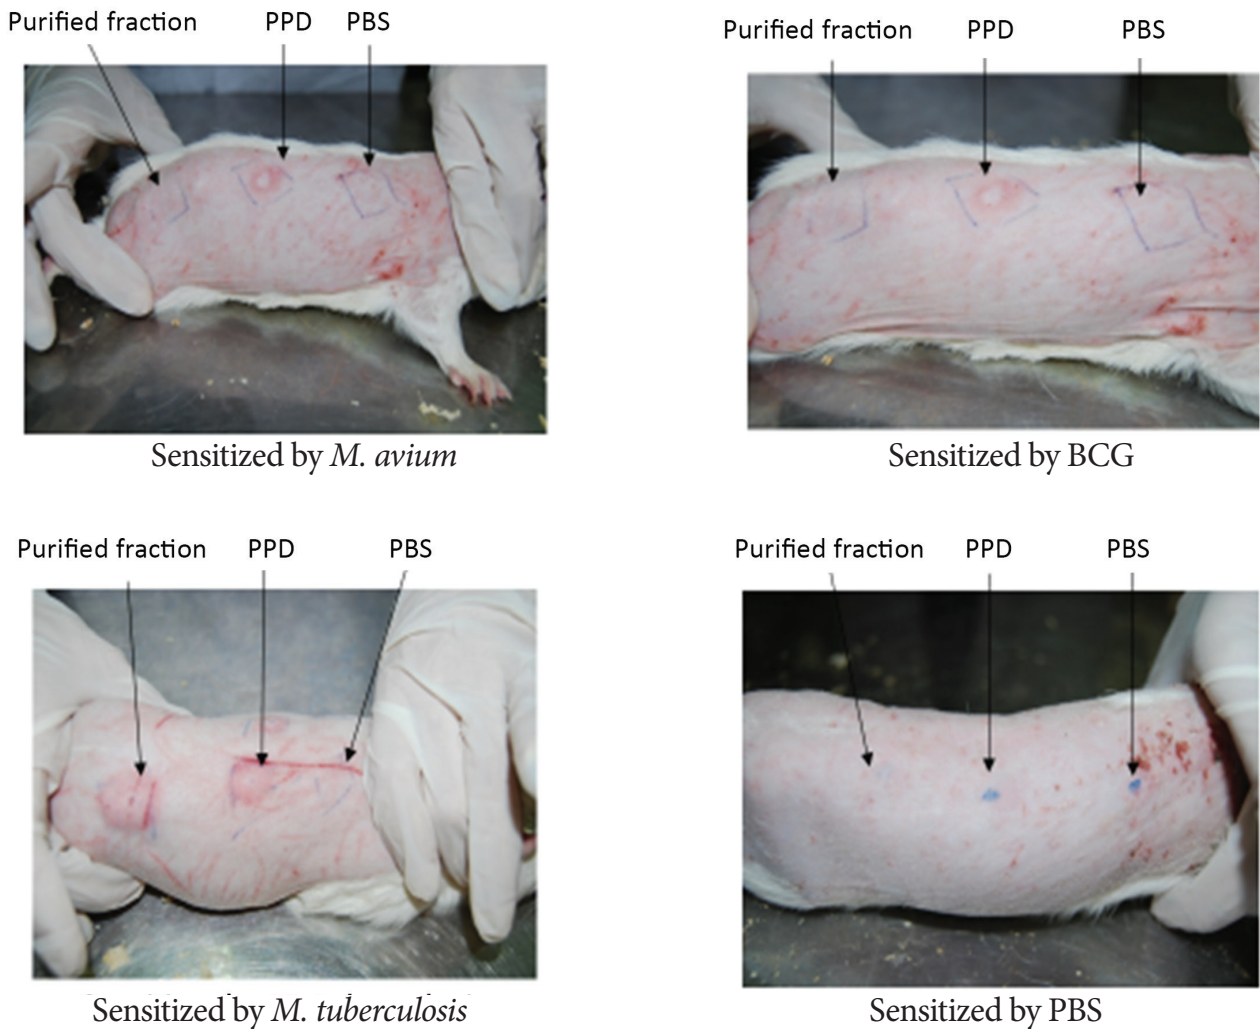 Purified fraction PPD PBS
Purified fraction PPD PBS
Sensitized by M. avium
Sensitized by BCG
Purified fraction PPD PBS
Purified fraction PPD PBS
Sensitized by M. tuberculosis
Sensitized by PBS